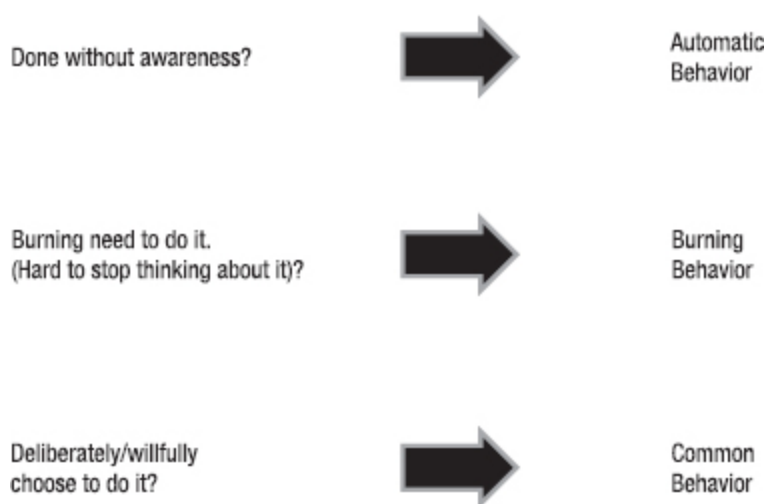 Done without awareness?
Automatic
Behavior
Burning need to do it.
(Hard to stop thinking about it)?
Burning
Behavior
Deliberately/willfully
choose to do it?
Common
Behavior